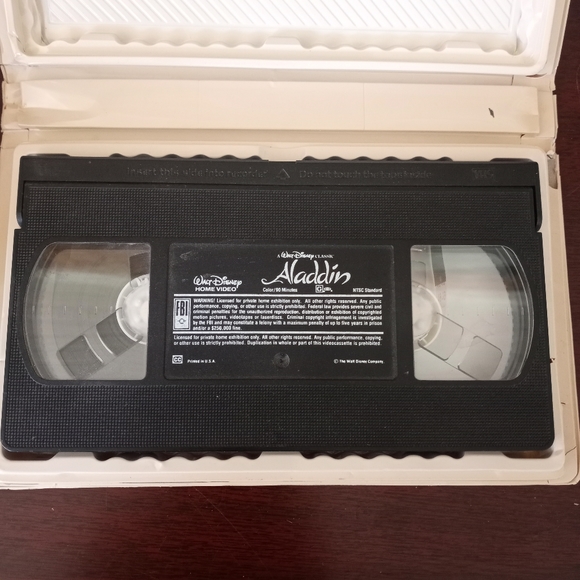 Insert this side into recorder △ Do not touch the tape inside
VHS
A WALT DISNEY CLASSIC
WALT DISNEY
HOME VIDEO
Aladdin
Color/90 Minutes
G
NTSC Standard
FBI
WARNING! Licensed for private home exhibition only. All other rights reserved. Any public
performance, copying, or other use is strictly forbidden. Federal law provides severe civil and
criminal penalties for the unauthorized reproduction, distribution or exhibition of copyrighted
motion pictures, videotapes or videodiscs. Criminal copyright infringement is investigated
by the FBI and may constitute a felony with a maximum penalty of up to five years in prison
and/or a $250,000 fine.
Licensed for private home exhibition only. All other rights reserved. Any public performance, copying,
or other use is strictly prohibited. Duplication in whole or part of this videocassette is prohibited.
CC
PRINTED IN U.S.A.
© The Walt Disney Company